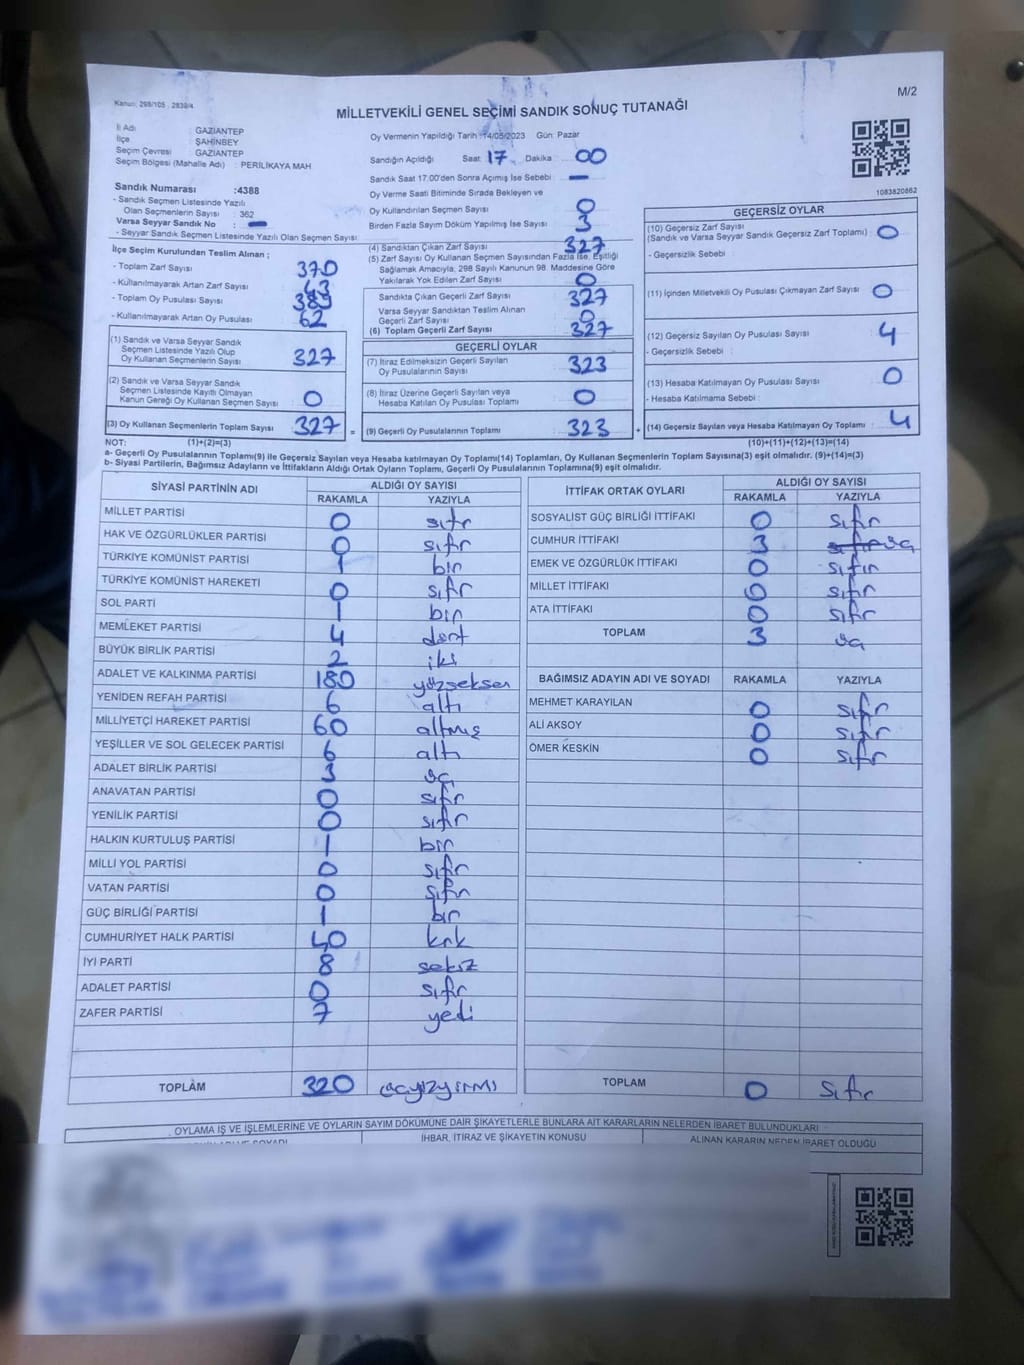 Kanun: 298/105 , 2839/4
M/2
MİLLETVEKİLİ GENEL SEÇİMİ SANDIK SONUÇ TUTANAĞI
İl Adı : GAZİANTEP
İlçe : ŞAHİNBEY
Seçim Çevresi : GAZİANTEP
Seçim Bölgesi (Mahalle Adı) : PERİLİKAYA MAH
Sandık Numarası :4388
- Sandık Seçmen Listesinde Yazılı
Olan Seçmenlerin Sayısı : 362
Varsa Seyyar Sandık No : -
- Seyyar Sandık Seçmen Listesinde Yazılı Olan Seçmen Sayısı :
Oy Vermenin Yapıldığı Tarih :14/05/2023 Gün: Pazar
Sandığın Açıldığı Saat: 17 Dakika : 00
Sandık Saat 17.00'den Sonra Açılmış İse Sebebi : -
Oy Verme Saati Bitiminde Sırada Bekleyen ve
Oy Kullandırılan Seçmen Sayısı : 0
Birden Fazla Sayım Döküm Yapılmış İse Sayısı : 3
1083820862
İlçe Seçim Kurulundan Teslim Alınan ;
- Toplam Zarf Sayısı : 370
- Kullanılmayarak Artan Zarf Sayısı : 43
- Toplam Oy Pusulası Sayısı :
- Kullanılmayarak Artan Oy Pusulası : 62
(1) Sandık ve Varsa Seyyar Sandık
Seçmen Listesinde Yazılı Olup
Oy Kullanan Seçmenlerin Sayısı : 327
(2) Sandık ve Varsa Seyyar Sandık
Seçmen Listesinde Kayıtlı Olmayan
Kanun Gereği Oy Kullanan Seçmen Sayısı : 0
(3) Oy Kullanan Seçmenlerin Toplam Sayısı : 327
(1)+(2)=(3)
(4) Sandıktan Çıkan Zarf Sayısı : 327
(5) Zarf Sayısı Oy Kullanan Seçmen Sayısından Fazla İse, Eşitliği
Sağlamak Amacıyla, 298 Sayılı Kanunun 98. Maddesine Göre
Yakılarak Yok Edilen Zarf Sayısı : 0
Sandıkta Çıkan Geçerli Zarf Sayısı : 327
Varsa Seyyar Sandıktan Teslim Alınan
Geçerli Zarf Sayısı : 0
(6) Toplam Geçerli Zarf Sayısı : 327
GEÇERLİ OYLAR
(7) İtiraz Edilmeksizin Geçerli Sayılan
Oy Pusulalarının Sayısı : 323
(8) İtiraz Üzerine Geçerli Sayılan veya
Hesaba Katılan Oy Pusulası Toplamı : 0
= (9) Geçerli Oy Pusulalarının Toplamı : 323 +
GEÇERSİZ OYLAR
(10) Geçersiz Zarf Sayısı
(Sandık ve Varsa Seyyar Sandık Geçersiz Zarf Toplamı) : 0
- Geçersizlik Sebebi :
(11) İçinden Milletvekili Oy Pusulası Çıkmayan Zarf Sayısı : 0
(12) Geçersiz Sayılan Oy Pusulası Sayısı : 4
- Geçersizlik Sebebi :
(13) Hesaba Katılmayan Oy Pusulası Sayısı : 0
- Hesaba Katılmama Sebebi :
(14) Geçersiz Sayılan veya Hesaba Katılmayan Oy Toplamı : 4
(10)+(11)+(12)+(13)=(14)
NOT:
a- Geçerli Oy Pusulalarının Toplamı(9) ile Geçersiz Sayılan veya Hesaba Katılmayan Oy Toplamı(14) Toplamları, Oy Kullanan Seçmenlerin Toplam Sayısına(3) eşit olmalıdır. (9)+(14)=(3)
b- Siyasi Partilerin, Bağımsız Adayların ve İttifakların Aldığı Ortak Oyların Toplamı, Geçerli Oy Pusulalarının Toplamına(9) eşit olmalıdır.
SİYASİ PARTİNİN ADI ALDIĞI OY SAYISI
RAKAMLA YAZIYLA
MİLLET PARTİSİ 0 sıfır
HAK VE ÖZGÜRLÜKLER PARTİSİ 0 sıfır
TÜRKİYE KOMÜNİST PARTİSİ 1 bir
TÜRKİYE KOMÜNİST HAREKETİ 0 sıfır
SOL PARTİ 1 bir
MEMLEKET PARTİSİ 4 dört
BÜYÜK BİRLİK PARTİSİ 2 iki
ADALET VE KALKINMA PARTİSİ 180 yüzseksen
YENİDEN REFAH PARTİSİ 6 altı
MİLLİYETÇİ HAREKET PARTİSİ 60 altmış
YEŞİLLER VE SOL GELECEK PARTİSİ 6 altı
ADALET BİRLİK PARTİSİ 3 üç
ANAVATAN PARTİSİ 0 sıfır
YENİLİK PARTİSİ 0 sıfır
HALKIN KURTULUŞ PARTİSİ 1 bir
MİLLİ YOL PARTİSİ 0 sıfır
VATAN PARTİSİ 0 sıfır
GÜÇ BİRLİĞİ PARTİSİ 1 bir
CUMHURİYET HALK PARTİSİ 40 kırk
İYİ PARTİ 8 sekiz
ADALET PARTİSİ 0 sıfır
ZAFER PARTİSİ 7 yedi
TOPLAM 320 üçyüzyirmi
İTTİFAK ORTAK OYLARI ALDIĞI OY SAYISI
RAKAMLA YAZIYLA
SOSYALİST GÜÇ BİRLİĞİ İTTİFAKI 0 sıfır
CUMHUR İTTİFAKI 3 üç
EMEK VE ÖZGÜRLÜK İTTİFAKI 0 sıfır
MİLLET İTTİFAKI 0 sıfır
ATA İTTİFAKI 0 sıfır
TOPLAM 3 üç
BAĞIMSIZ ADAYIN ADI VE SOYADI RAKAMLA YAZIYLA
MEHMET KARAYILAN 0 sıfır
ALİ AKSOY 0 sıfır
ÖMER KESKİN 0 sıfır
TOPLAM 0 sıfır
OYLAMA İŞ VE İŞLEMLERİNE VE OYLARIN SAYIM DÖKÜMÜNE DAİR ŞİKAYETLERLE BUNLARA AİT KARARLARIN NELERDEN İBARET BULUNDUKLARI
İHBAR, İTİRAZ VE ŞİKAYETİN KONUSU ALINAN KARARIN NEDEN İBARET OLDUĞU